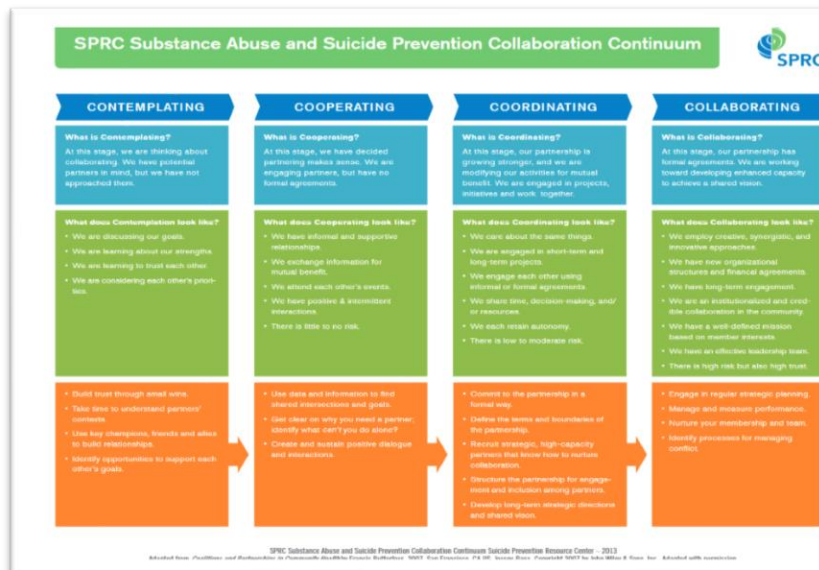 SPRC Substance Abuse and Suicide Prevention Collaboration Continuum
SPRC
CONTEMPLATING
What is Contemplating?
At this stage, we are thinking about
collaborating. We have potential
partners in mind, but we have not
approached them.
What does Contemplation look like?
• We are discussing our goals.
• We are learning about our strengths.
• We are learning to trust each other.
• We are considering each other's priori-
ties.
• Build trust through small wins.
• Take time to understand partners'
contexts.
• Use key champions, friends and allies
to build relationships.
• Identify opportunities to support each
other's goals.
COOPERATING
What is Cooperating?
At this stage, we have decided
partnering makes sense. We are
engaging partners, but have no
formal agreements.
What does Cooperating look like?
• We have informal and supportive
relationships.
• We exchange information for
mutual benefit.
• We attend each other's events.
• We have positive & intermittent
interactions.
• There is little to no risk.
• Use data and information to find
shared intersections and goals.
• Get clear on why you need a partner;
identify what can't you do alone?
• Create and sustain positive dialogue
and interactions.
COORDINATING
What is Coordinating?
At this stage, our partnership is
growing stronger, and we are
modifying our activities for mutual
benefit. We are engaged in projects,
initiatives and work together.
What does Coordinating look like?
• We care about the same things.
• We are engaged in short-term and
long-term projects.
• We engage each other using
informal or formal agreements.
• We share time, decision-making, and/
or resources.
• We each retain autonomy.
• There is low to moderate risk.
• Commit to the partnership in a
formal way.
• Define the terms and boundaries of
the partnership.
• Recruit strategic, high-capacity
partners that know how to nurture
collaboration.
• Structure the partnership for engage-
ment and inclusion among partners.
• Develop long-term strategic directions
and shared vision.
COLLABORATING
What is Collaborating?
At this stage, our partnership has
formal agreements. We are working
toward developing enhanced capacity
to achieve a shared vision.
What does Collaborating look like?
• We employ creative, synergistic, and
innovative approaches.
• We have new organizational
structures and financial agreements.
• We have long-term engagement.
• We are an institutionalized and cred-
ible collaboration in the community.
• We have a well-defined mission
based on member interests.
• We have an effective leadership team.
• There is high risk but also high trust.
• Engage in regular strategic planning.
• Manage and measure performance.
• Nurture your membership and team.
• Identify processes for managing
conflict.
SPRC Substance Abuse and Suicide Prevention Collaboration Continuum Suicide Prevention Resource Center – 2013